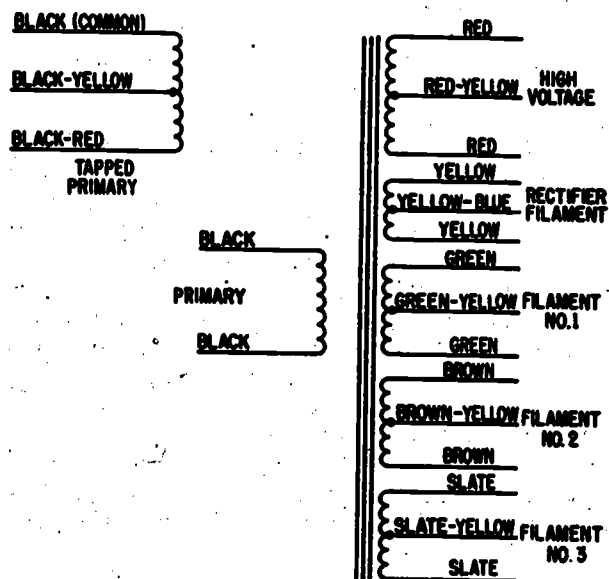 BLACK (COMMON)
BLACK-YELLOW
BLACK-RED
TAPPED
PRIMARY
BLACK
PRIMARY
BLACK
RED
RED-YELLOW
HIGH
VOLTAGE
RED
YELLOW
YELLOW-BLUE
RECTIFIER
FILAMENT
YELLOW
GREEN
GREEN-YELLOW
FILAMENT
NO.1
GREEN
BROWN
BROWN-YELLOW
FILAMENT
NO. 2
BROWN
SLATE
SLATE-YELLOW
FILAMENT
NO. 3
SLATE